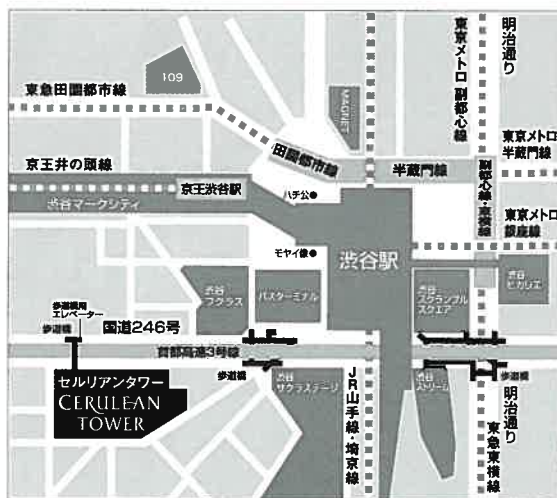 109
MAGNET
東京メトロ 副都心線
明治通り
東急田園都市線
田園都市線
半蔵門線
東京メトロ
半蔵門線
京王井の頭線
京王渋谷駅
ハチ公
副都心線・東横線
渋谷マークシティ
東京メトロ
銀座線
モヤイ像
渋谷駅
渋谷
フクラス
バスターミナル
渋谷
スクランブル
スクエア
渋谷
ヒカリエ
歩道橋用
エレベーター
歩道橋
国道246号
首都高速3号線
歩道橋
歩道橋
セルリアンタワー
CERULEAN
TOWER
渋谷
サクラステージ
JR山手線・埼京線
渋谷
ストリーム
東急東横線
明治通り